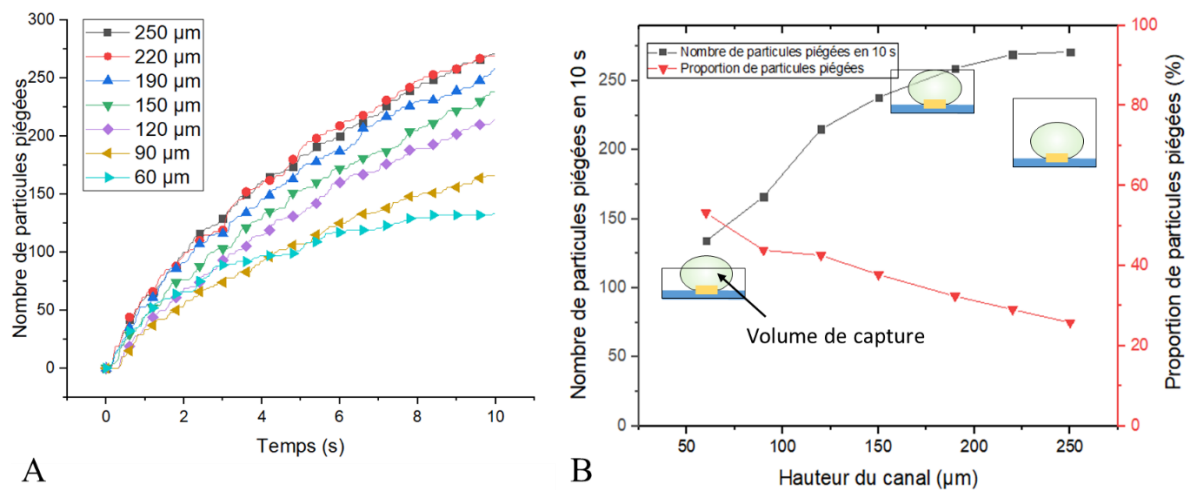 300
250
200
150
100
50
0
Nombre de particules piégées
250 µm
220 µm
190 µm
150 µm
120 µm
90 µm
60 µm
0 2 4 6 8 10
Temps (s)
A
300
250
200
150
125
100
75
50
25
0
Nombre de particules piégées en 10 s
Nombre de particules piégées en 10 s
Proportion de particules piégées
Volume de capture
50 100 150 200 250
Hauteur du canal (µm)
100
80
60
40
20
0
Proportion de particules piégées (%)
B